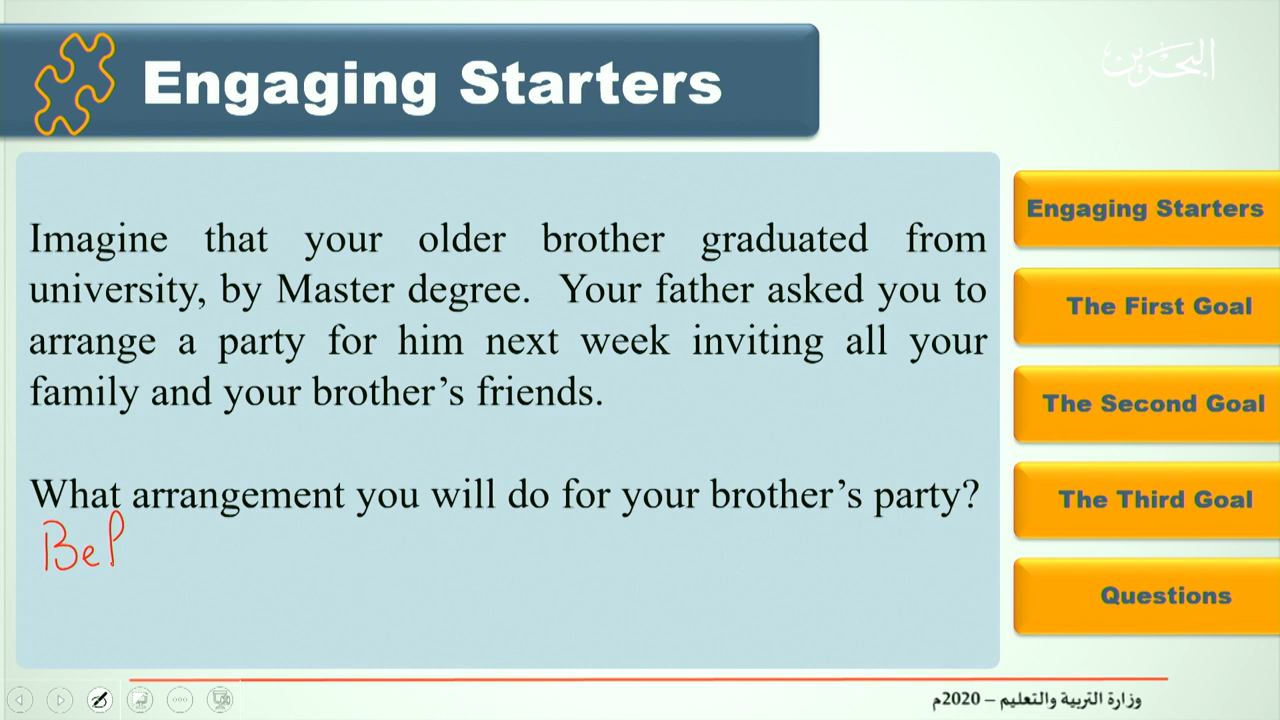 Engaging Starters
البحرين
Imagine that your older brother graduated from
university, by Master degree. Your father asked you to
arrange a party for him next week inviting all your
family and your brother's friends.
What arrangement you will do for your brother's party?
Bef
Engaging Starters
The First Goal
The Second Goal
The Third Goal
Questions
وزارة التربية والتعليم – 2020م